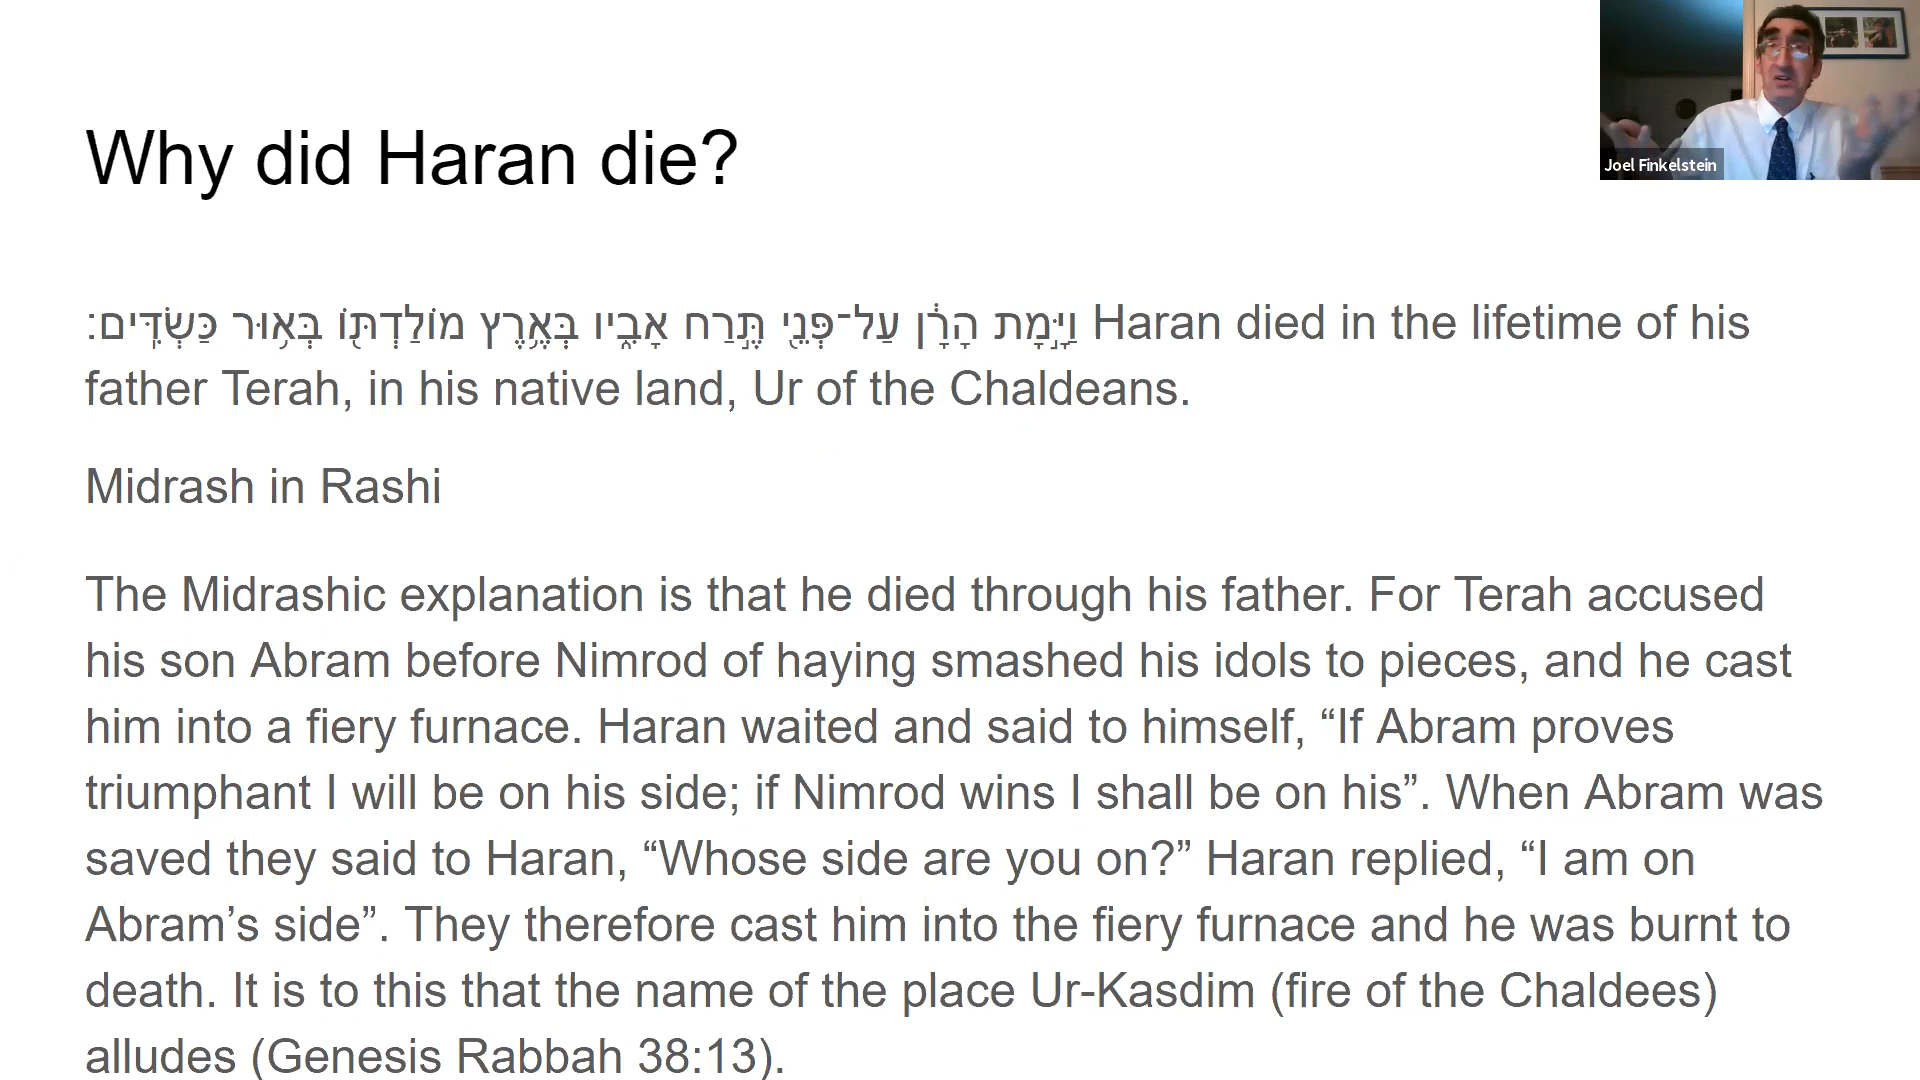 Why did Haran die?
Joel Finkelstein
וַיָּ֣מׇת הָרָ֔ן עַל־פְּנֵ֖י תֶּ֣רַח אָבִ֑יו בְּאֶ֥רֶץ מוֹלַדְתּ֖וֹ בְּא֥וּר כַּשְׂדִּֽים׃ Haran died in the lifetime of his
father Terah, in his native land, Ur of the Chaldeans.
Midrash in Rashi
The Midrashic explanation is that he died through his father. For Terah accused
his son Abram before Nimrod of haying smashed his idols to pieces, and he cast
him into a fiery furnace. Haran waited and said to himself, “If Abram proves
triumphant I will be on his side; if Nimrod wins I shall be on his”. When Abram was
saved they said to Haran, “Whose side are you on?” Haran replied, “I am on
Abram’s side”. They therefore cast him into the fiery furnace and he was burnt to
death. It is to this that the name of the place Ur-Kasdim (fire of the Chaldees)
alludes (Genesis Rabbah 38:13).